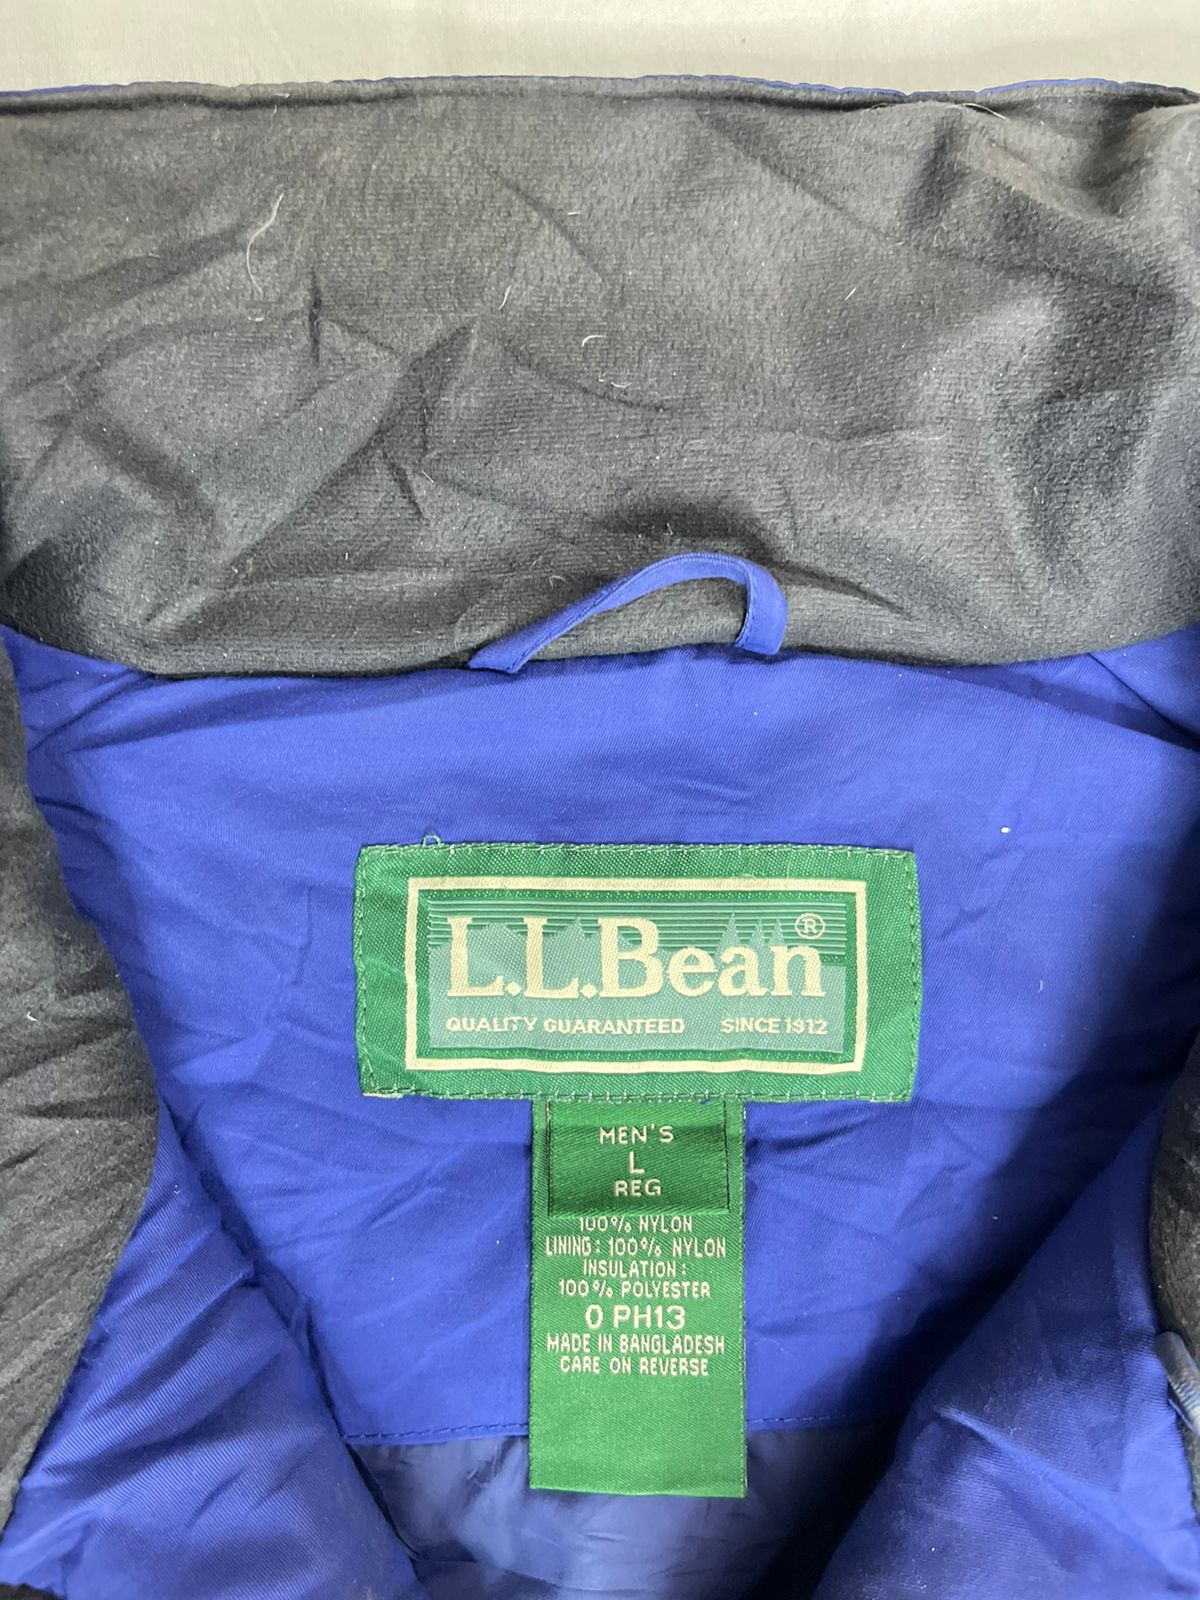 L.L.Bean®
QUALITY GUARANTEED SINCE 1912
MEN'S
L
REG
100% NYLON
LINING: 100% NYLON
INSULATION:
100% POLYESTER
0 PH13
MADE IN BANGLADESH
CARE ON REVERSE